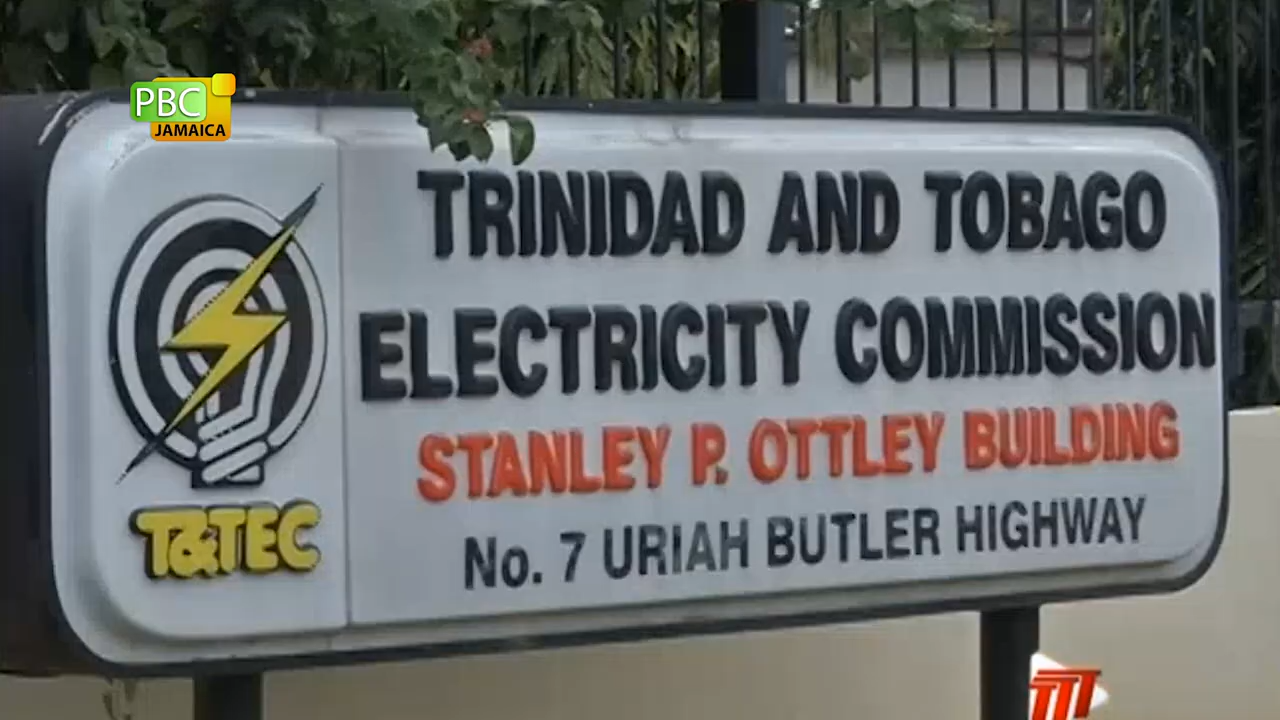 PBC
JAMAICA
TRINIDAD AND TOBAGO
ELECTRICITY COMMISSION
STANLEY P. OTTLEY BUILDING
No. 7 URIAH BUTLER HIGHWAY
T&TEC